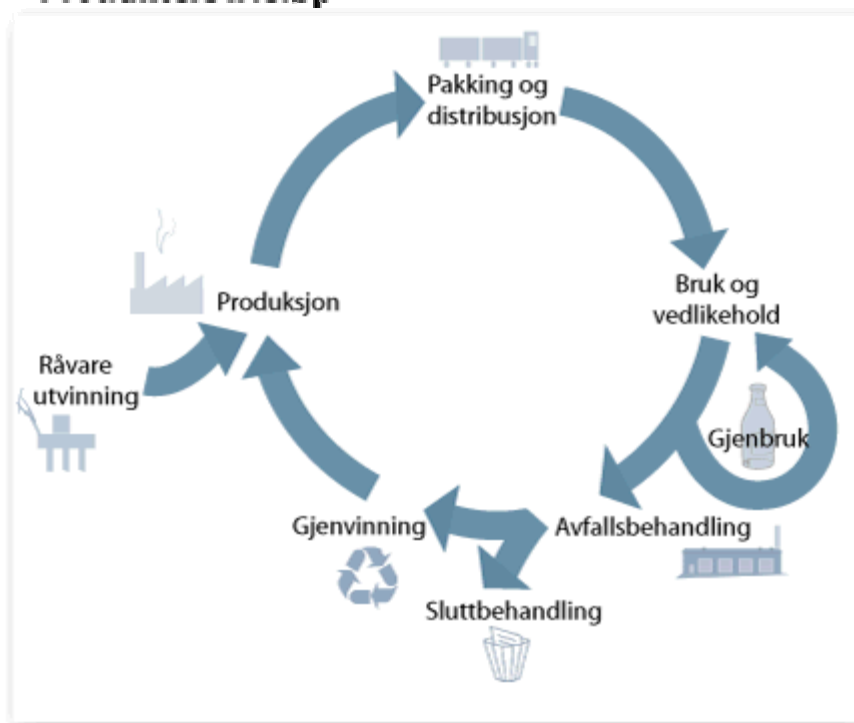 Pakking og
distribusjon
Bruk og
vedlikehold
Gjenbruk
Avfallsbehandling
Sluttbehandling
Gjenvinning
Produksjon
Råvare
utvinning